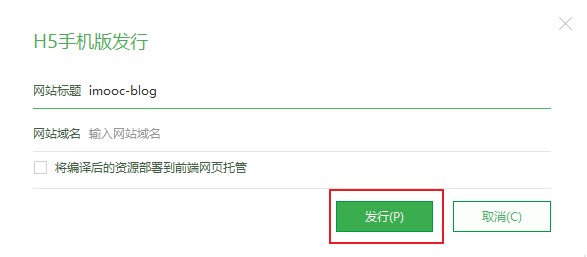 H5手机版发行
网站标题 imooc-blog
网站域名 输入网站域名
将编译后的资源部署到前端网页托管
发行(P) 取消(C)